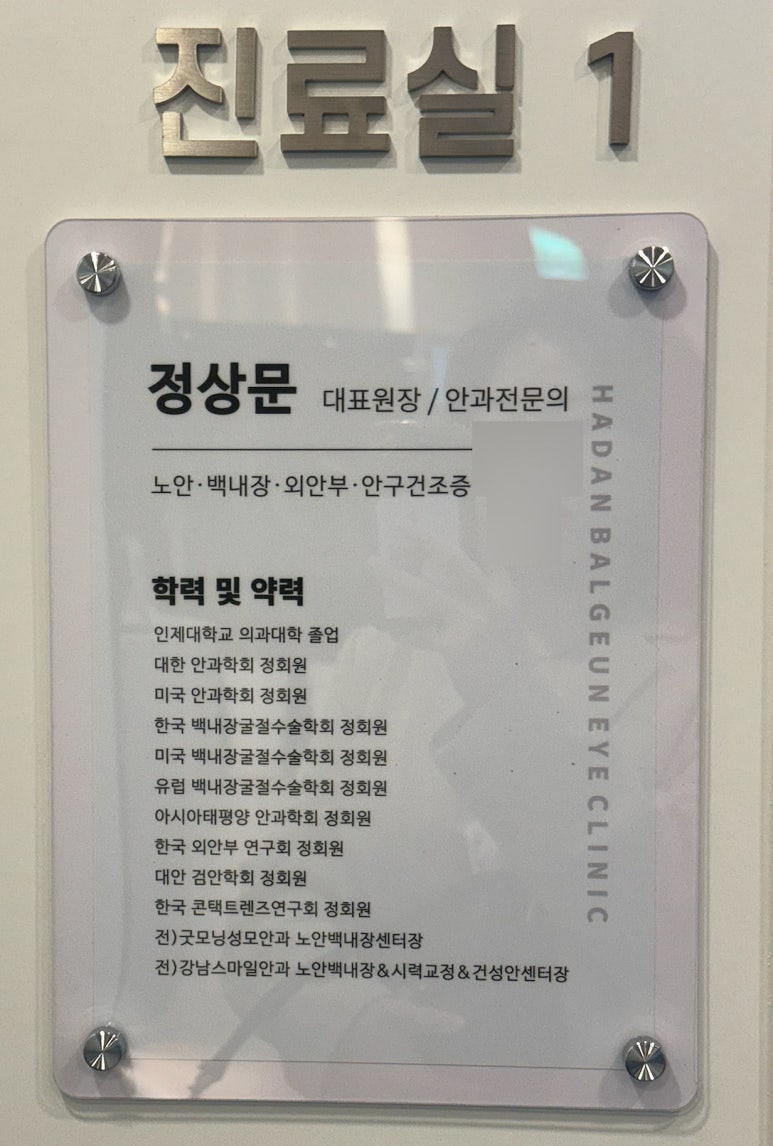 진료실 1
정상문 대표원장 / 안과전문의
노안·백내장·외안부·안구건조증
학력 및 약력
인제대학교 의과대학 졸업
대한 안과학회 정회원
미국 안과학회 정회원
한국 백내장굴절수술학회 정회원
미국 백내장굴절수술학회 정회원
유럽 백내장굴절수술학회 정회원
아시아태평양 안과학회 정회원
한국 외안부 연구회 정회원
대안 검안학회 정회원
한국 콘택트렌즈연구회 정회원
전)굿모닝성모안과 노안백내장센터장
전)강남스마일안과 노안백내장&시력교정&건성안센터장
HADAN BALGEUN EYE CLINIC